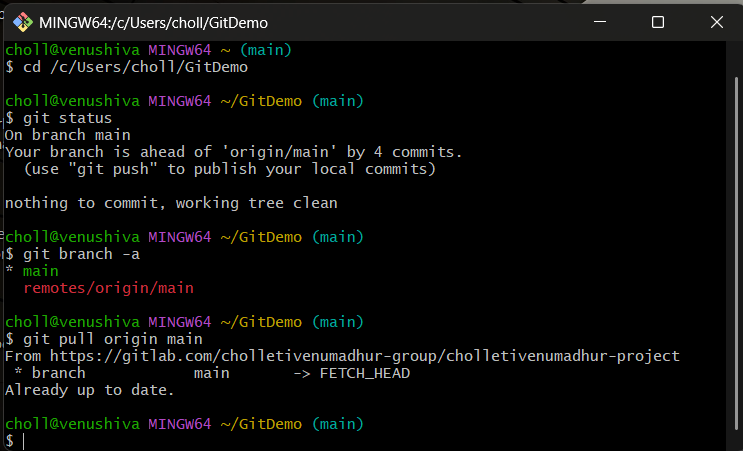 MINGW64:/c/Users/choll/GitDemo
choll@venushiva MINGW64 ~ (main)
$ cd /c/Users/choll/GitDemo
choll@venushiva MINGW64 ~/GitDemo (main)
$ git status
On branch main
Your branch is ahead of 'origin/main' by 4 commits.
  (use "git push" to publish your local commits)
nothing to commit, working tree clean
choll@venushiva MINGW64 ~/GitDemo (main)
$ git branch -a
* main
  remotes/origin/main
choll@venushiva MINGW64 ~/GitDemo (main)
$ git pull origin main
From https://gitlab.com/cholletivenumadhur-group/cholletivenumadhur-project
 * branch            main       -> FETCH_HEAD
Already up to date.
choll@venushiva MINGW64 ~/GitDemo (main)
$